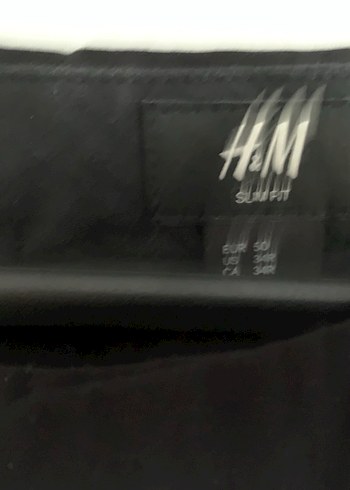 H&M
SLIM FIT
EUR 50
US 34R
CA 34R